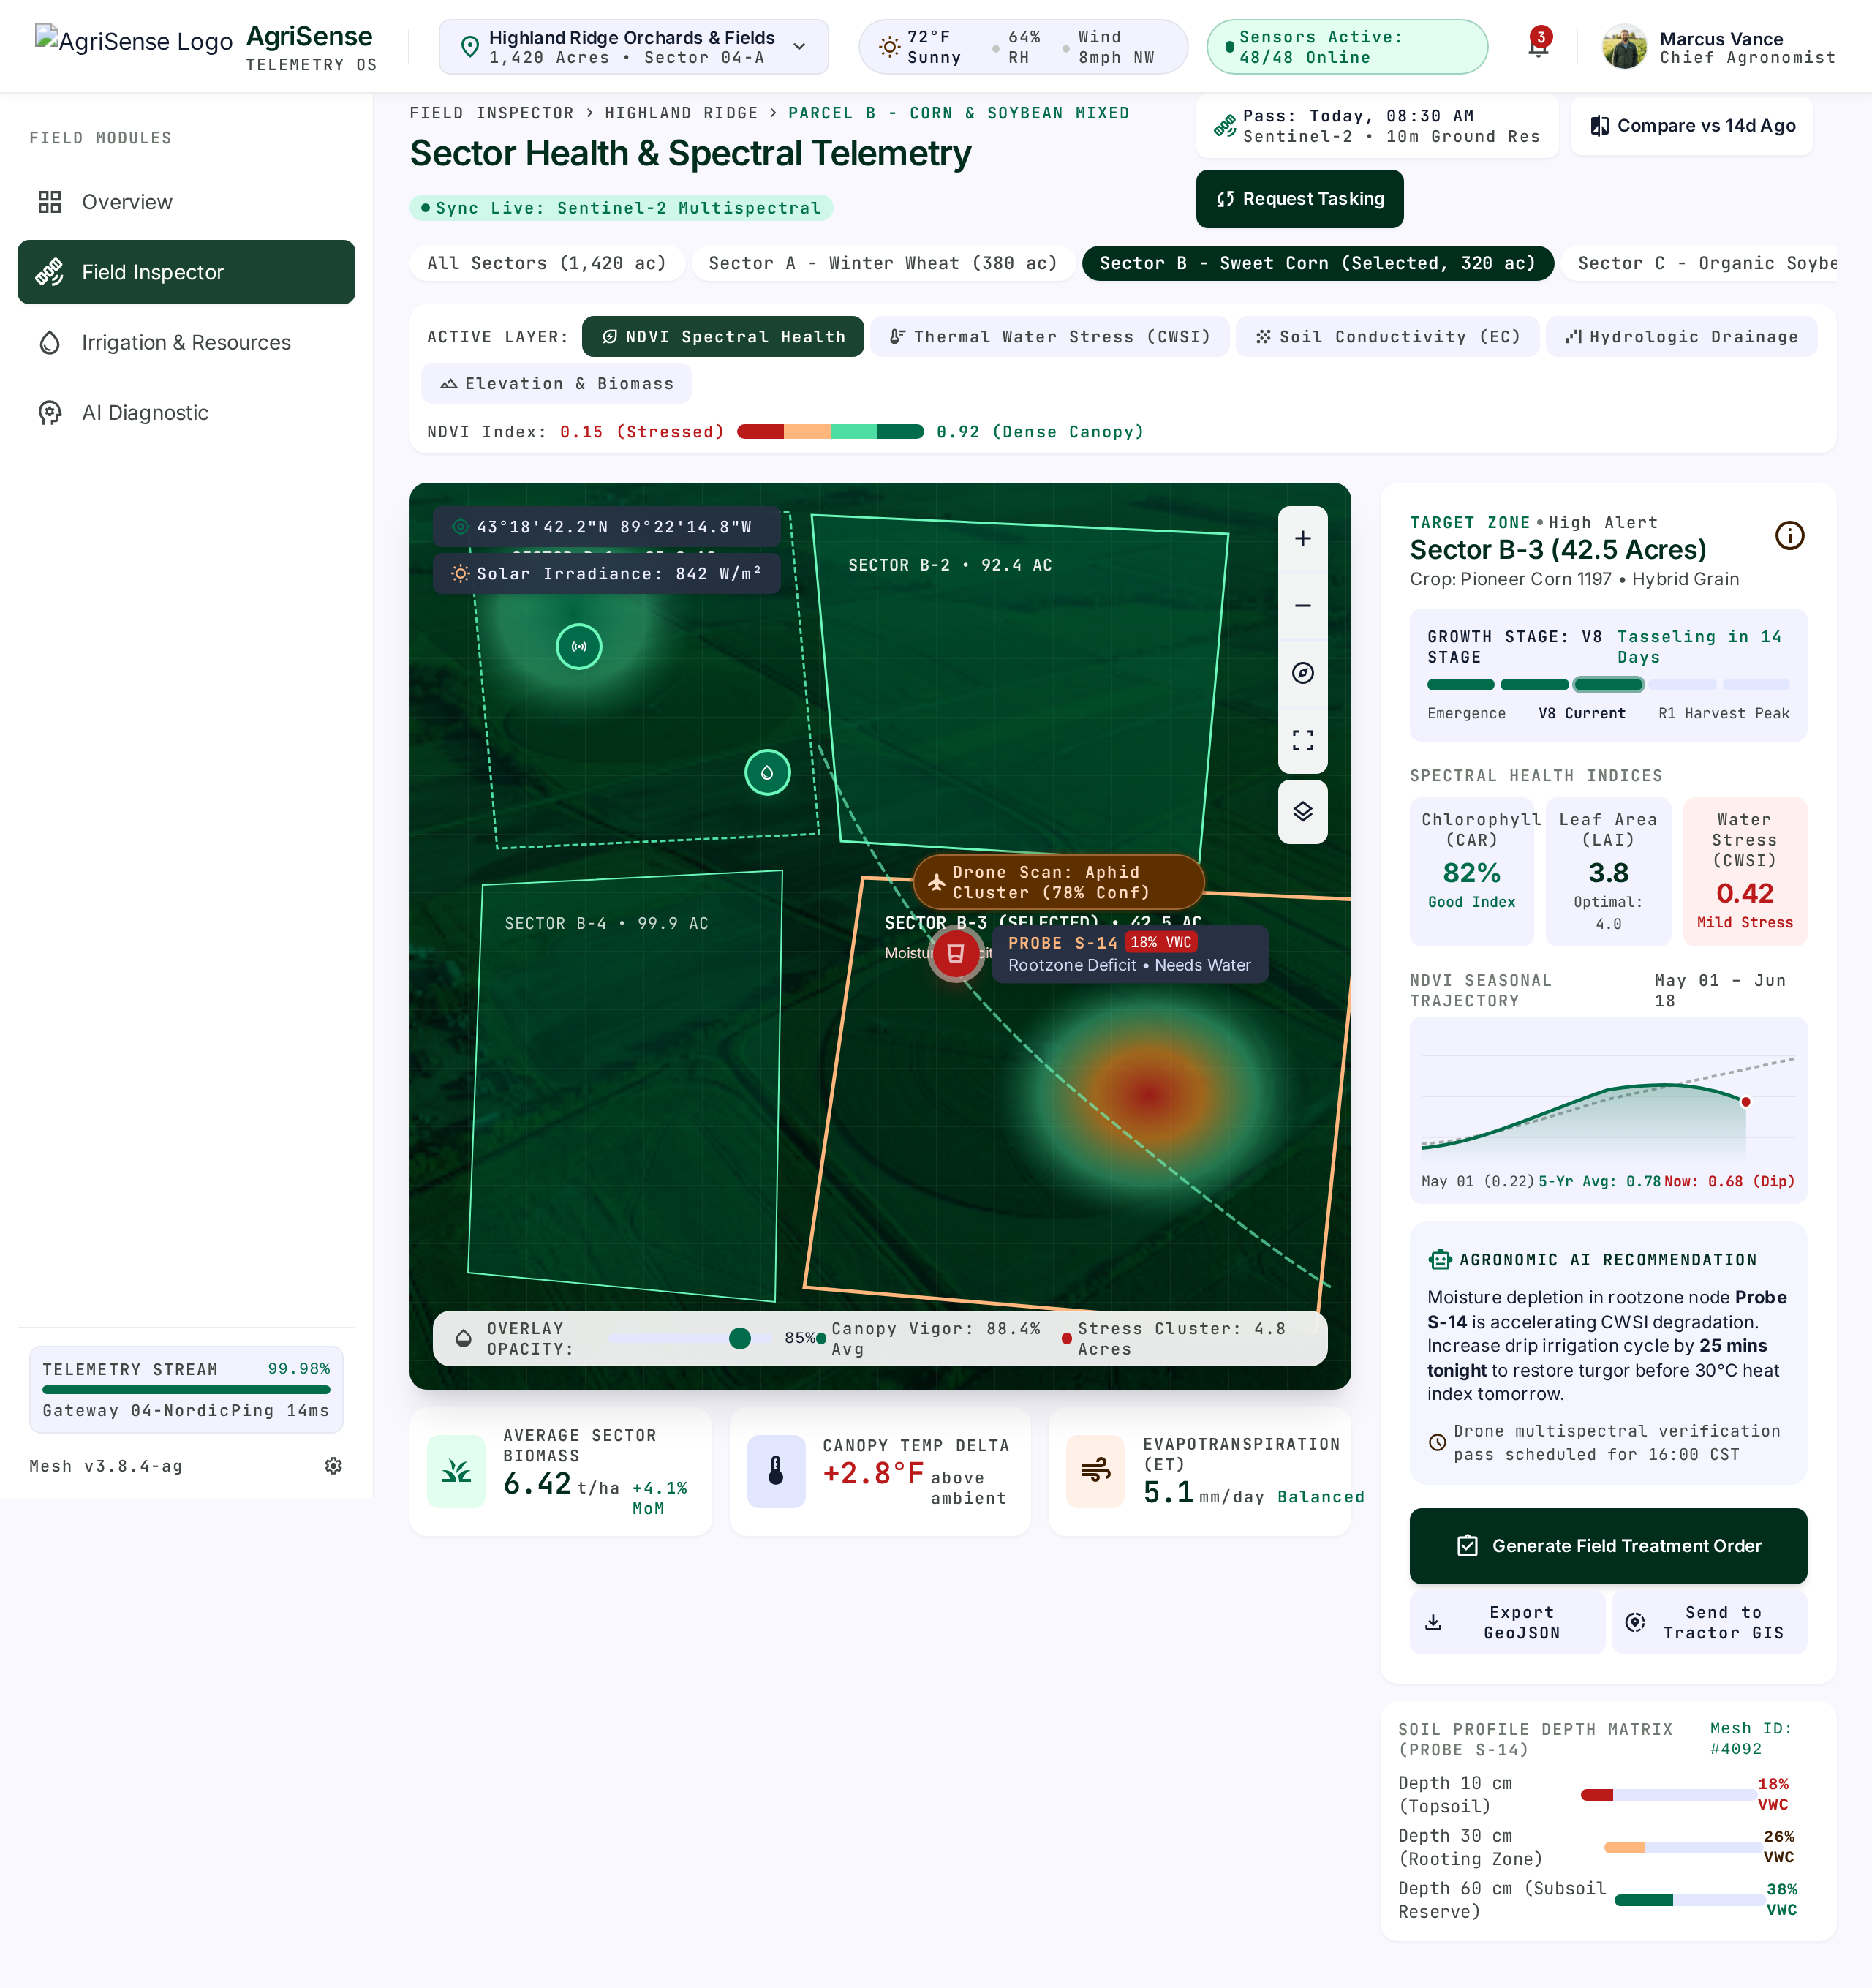 AgriSense Logo
AgriSense
TELEMETRY OS
Highland Ridge Orchards & Fields
1,420 Acres • Sector 04-A
72°F
Sunny
64%
RH
Wind
8mph NW
Sensors Active:
48/48 Online
3
Marcus Vance
Chief Agronomist
FIELD MODULES
Overview
Field Inspector
Irrigation & Resources
AI Diagnostic
TELEMETRY STREAM
99.98%
Gateway 04-Nordic
Ping 14ms
Mesh v3.8.4-ag
FIELD INSPECTOR › HIGHLAND RIDGE › PARCEL B - CORN & SOYBEAN MIXED
Sector Health & Spectral Telemetry
Sync Live: Sentinel-2 Multispectral
Pass: Today, 08:30 AM
Sentinel-2 • 10m Ground Res
Compare vs 14d Ago
Request Tasking
All Sectors (1,420 ac)
Sector A - Winter Wheat (380 ac)
Sector B - Sweet Corn (Selected, 320 ac)
Sector C - Organic Soybe
ACTIVE LAYER:
NDVI Spectral Health
Thermal Water Stress (CWSI)
Soil Conductivity (EC)
Hydrologic Drainage
Elevation & Biomass
NDVI Index: 0.15 (Stressed)
0.92 (Dense Canopy)
43°18'42.2"N 89°22'14.8"W
Solar Irradiance: 842 W/m²
SECTOR B-2 • 92.4 AC
SECTOR B-4 • 99.9 AC
Drone Scan: Aphid
Cluster (78% Conf)
SECTOR B-3 (SELECTED) • 42.5 AC
PROBE S-14
18% VWC
Rootzone Deficit • Needs Water
OVERLAY
OPACITY:
85%
Canopy Vigor: 88.4%
Avg
Stress Cluster: 4.8
Acres
AVERAGE SECTOR
BIOMASS
6.42 t/ha +4.1%
MoM
CANOPY TEMP DELTA
+2.8°F above
ambient
EVAPOTRANSPIRATION
(ET)
5.1 mm/day Balanced
TARGET ZONE • High Alert
Sector B-3 (42.5 Acres)
Crop: Pioneer Corn 1197 • Hybrid Grain
GROWTH STAGE: V8
STAGE
Tasseling in 14
Days
Emergence
V8 Current
R1 Harvest Peak
SPECTRAL HEALTH INDICES
Chlorophyll
(CAR)
82%
Good Index
Leaf Area
(LAI)
3.8
Optimal:
4.0
Water
Stress
(CWSI)
0.42
Mild Stress
NDVI SEASONAL
TRAJECTORY
May 01 – Jun
18
May 01 (0.22)
5-Yr Avg: 0.78
Now: 0.68 (Dip)
AGRONOMIC AI RECOMMENDATION
Moisture depletion in rootzone node Probe
S-14 is accelerating CWSI degradation.
Increase drip irrigation cycle by 25 mins
tonight to restore turgor before 30°C heat
index tomorrow.
Drone multispectral verification
pass scheduled for 16:00 CST
Generate Field Treatment Order
Export
GeoJSON
Send to
Tractor GIS
SOIL PROFILE DEPTH MATRIX
(PROBE S-14)
Mesh ID:
#4092
Depth 10 cm
(Topsoil)
18%
VWC
Depth 30 cm
(Rooting Zone)
26%
VWC
Depth 60 cm (Subsoil
Reserve)
38%
VWC